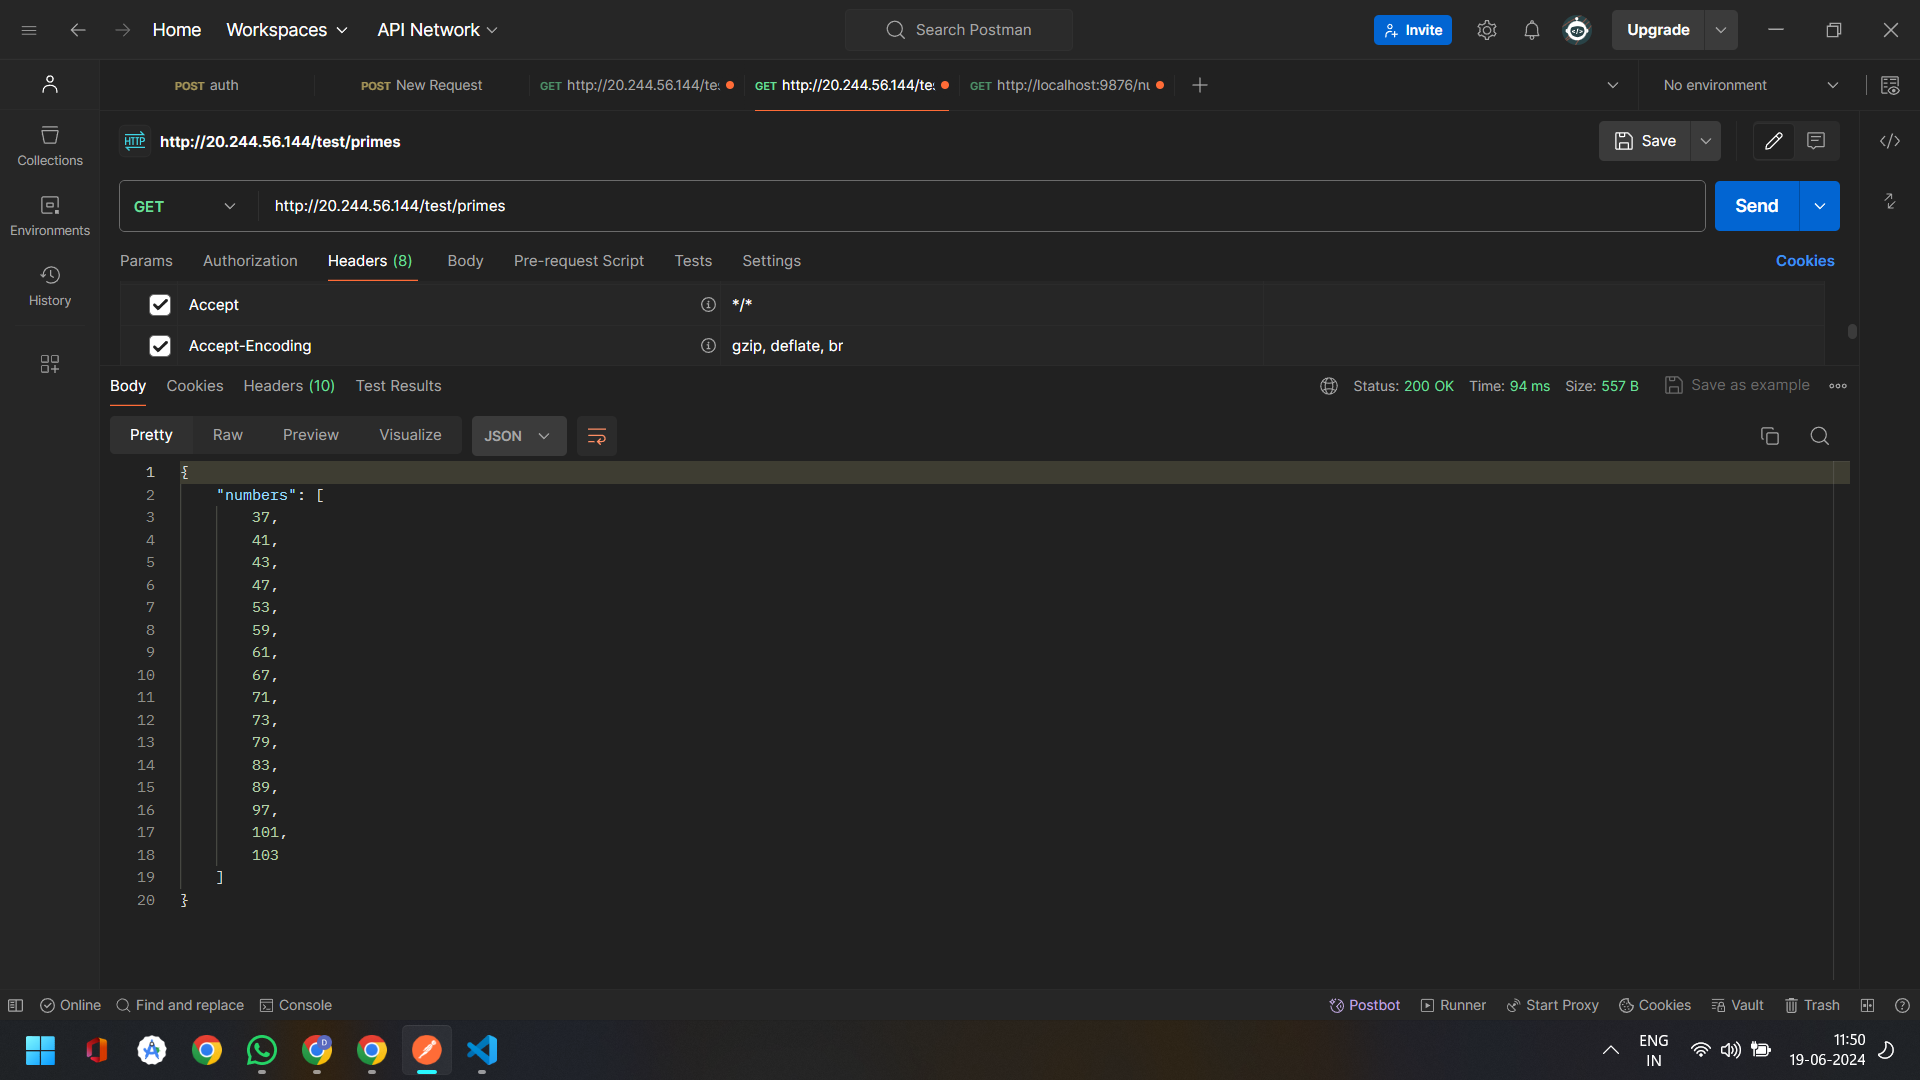 Home Workspaces API Network Search Postman Invite Upgrade
POST auth POST New Request GET http://20.244.56.144/tes GET http://20.244.56.144/tes GET http://localhost:9876/nu No environment
HTTP http://20.244.56.144/test/primes Save
Collections
GET http://20.244.56.144/test/primes Send
Environments
Params Authorization Headers (8) Body Pre-request Script Tests Settings Cookies
History
Accept */*
Accept-Encoding gzip, deflate, br
Body Cookies Headers (10) Test Results Status: 200 OK Time: 94 ms Size: 557 B Save as example
Pretty Raw Preview Visualize JSON
1 {
2 "numbers": [
3 37,
4 41,
5 43,
6 47,
7 53,
8 59,
9 61,
10 67,
11 71,
12 73,
13 79,
14 83,
15 89,
16 97,
17 101,
18 103
19 ]
20 }
Online Find and replace Console Postbot Runner Start Proxy Cookies Vault Trash
D
ENG 11:50
IN 19-06-2024